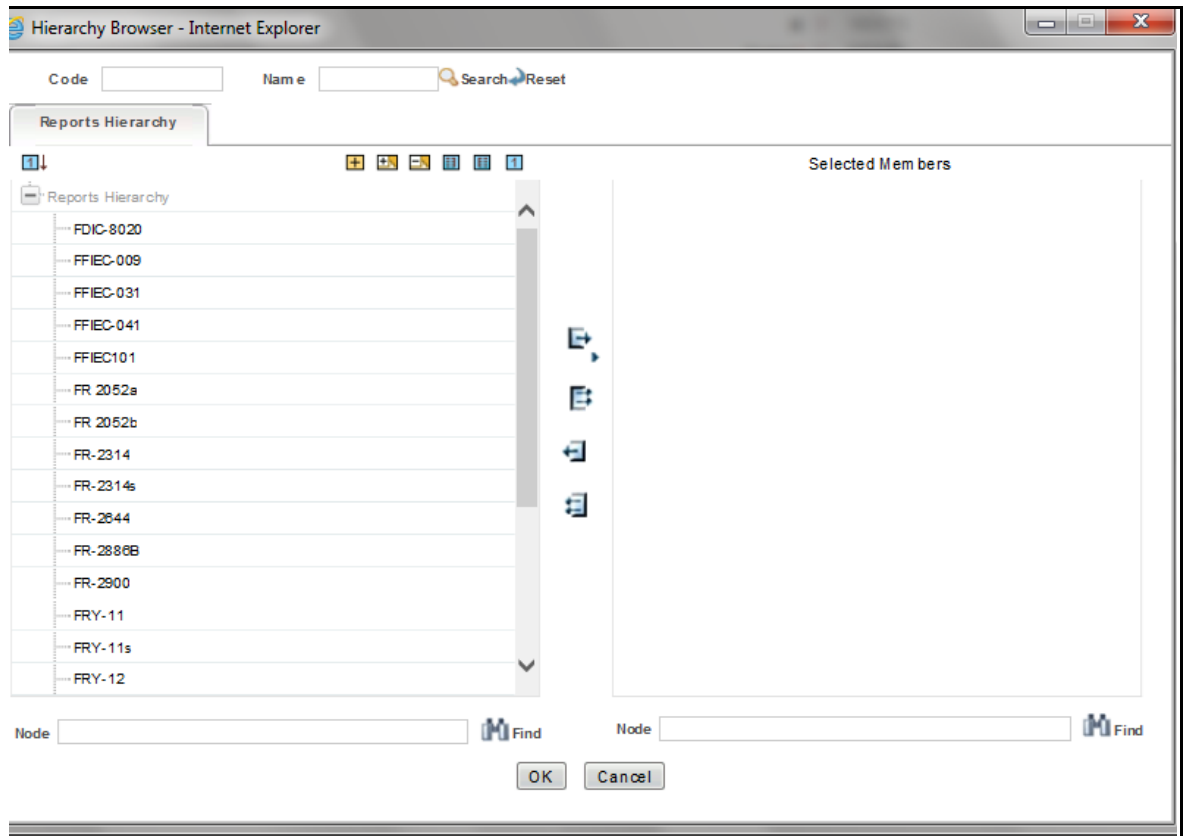 Hierarchy Browser - Internet Explorer
Code Name Search Reset
Reports Hierarchy
Selected Members
Reports Hierarchy
FDIC-8020
FFIEC-009
FFIEC-031
FFIEC-041
FFIEC101
FR 2052a
FR 2052b
FR-2314
FR-2314s
FR-2644
FR-2886B
FR-2900
FRY-11
FRY-11s
FRY-12
Node Find Node Find
OK Cancel